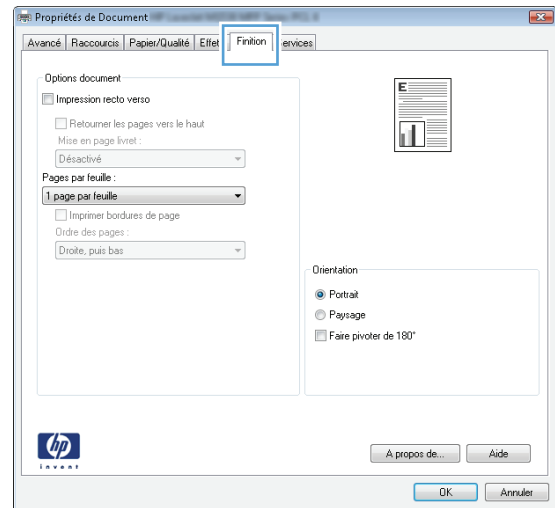 Propriétés de Document
Avancé Raccourcis Papier/Qualité Effet Finition ervices
Options document
Impression recto verso
Retourner les pages vers le haut
Mise en page livret :
Désactivé
Pages par feuille :
1 page par feuille
Imprimer bordures de page
Ordre des pages :
Droite, puis bas
E
Orientation
Portrait
Paysage
Faire pivoter de 180°
hp
invent
A propos de... Aide
OK Annuler